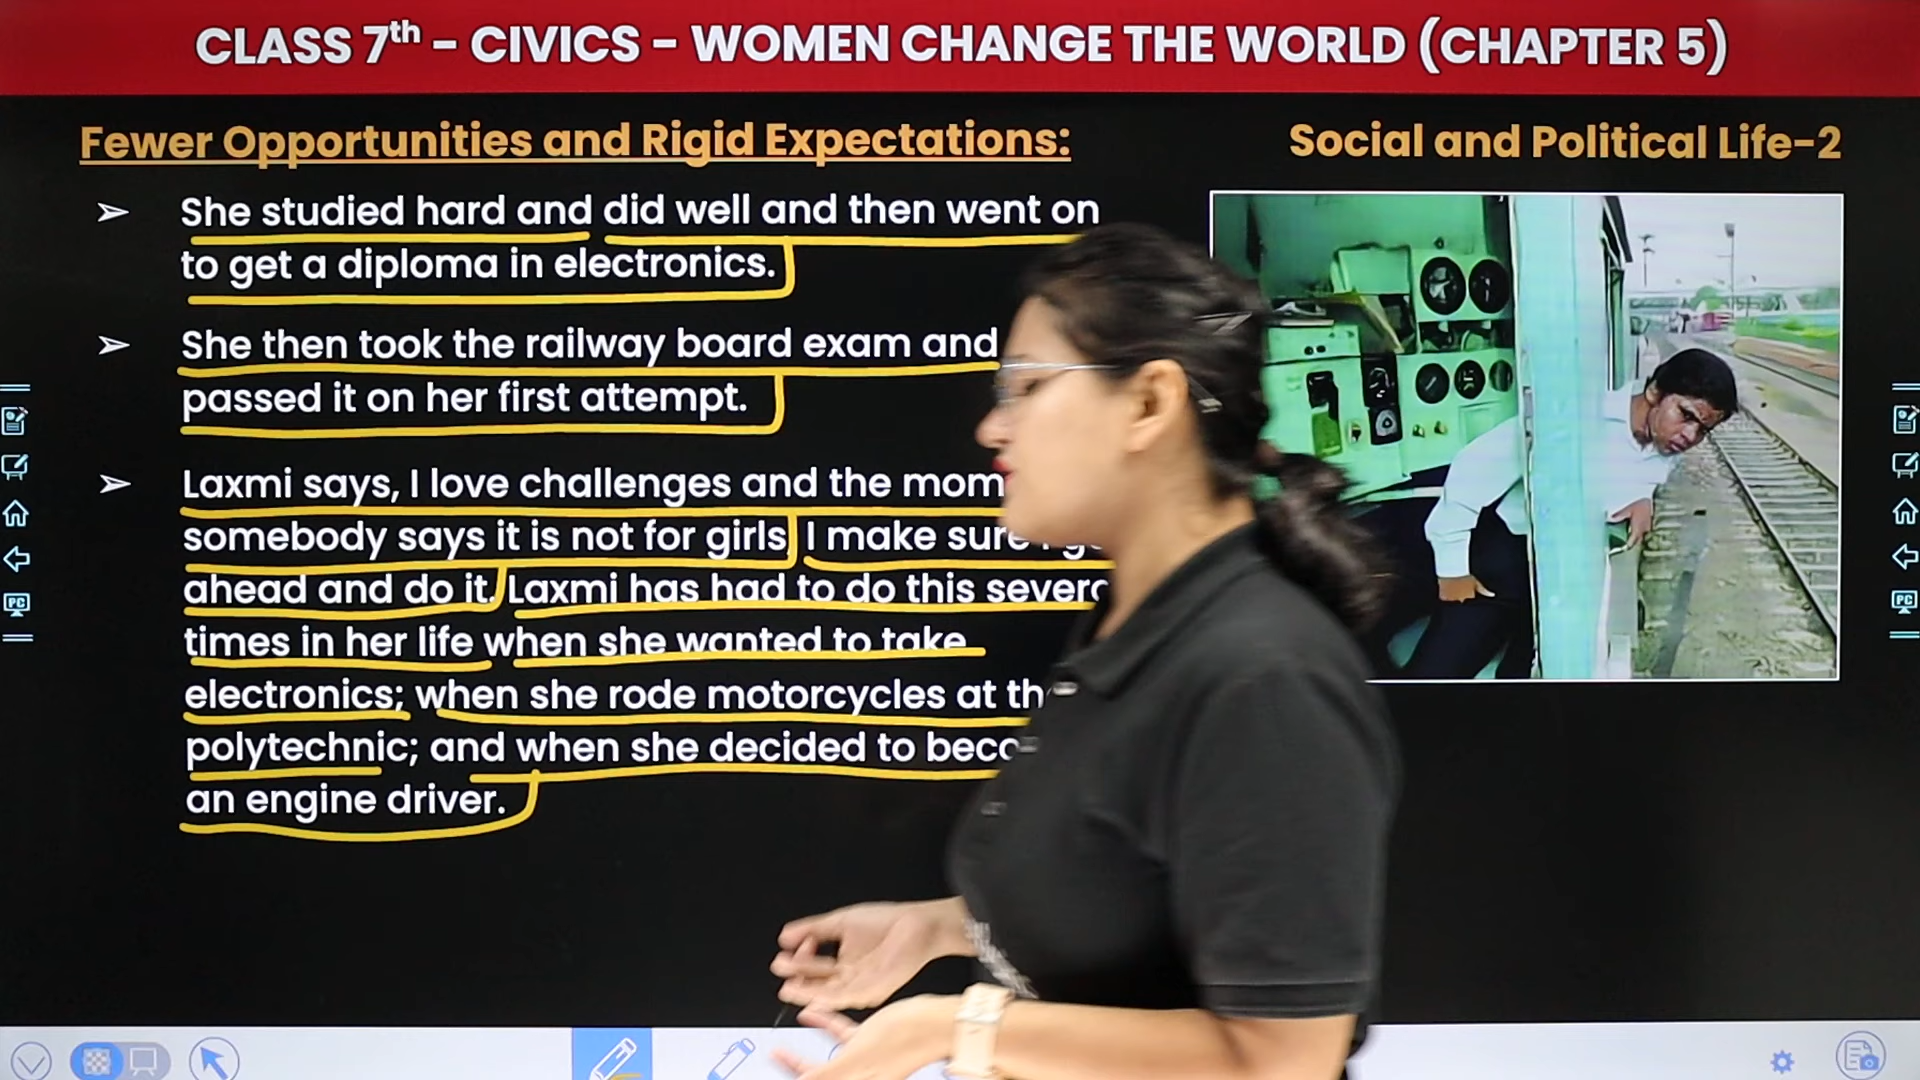 CLASS 7th - CIVICS - WOMEN CHANGE THE WORLD (CHAPTER 5)
Fewer Opportunities and Rigid Expectations:
Social and Political Life-2
➢ She studied hard and did well and then went on
to get a diploma in electronics.
➢ She then took the railway board exam and
passed it on her first attempt.
➢ Laxmi says, I love challenges and the
somebody says it is not for girls, I make sure I
ahead and do it. Laxmi has had to do this
times in her life when she wanted to take
electronics; when she rode motorcycles at
polytechnic; and when she decided to
an engine driver.
PC
PC